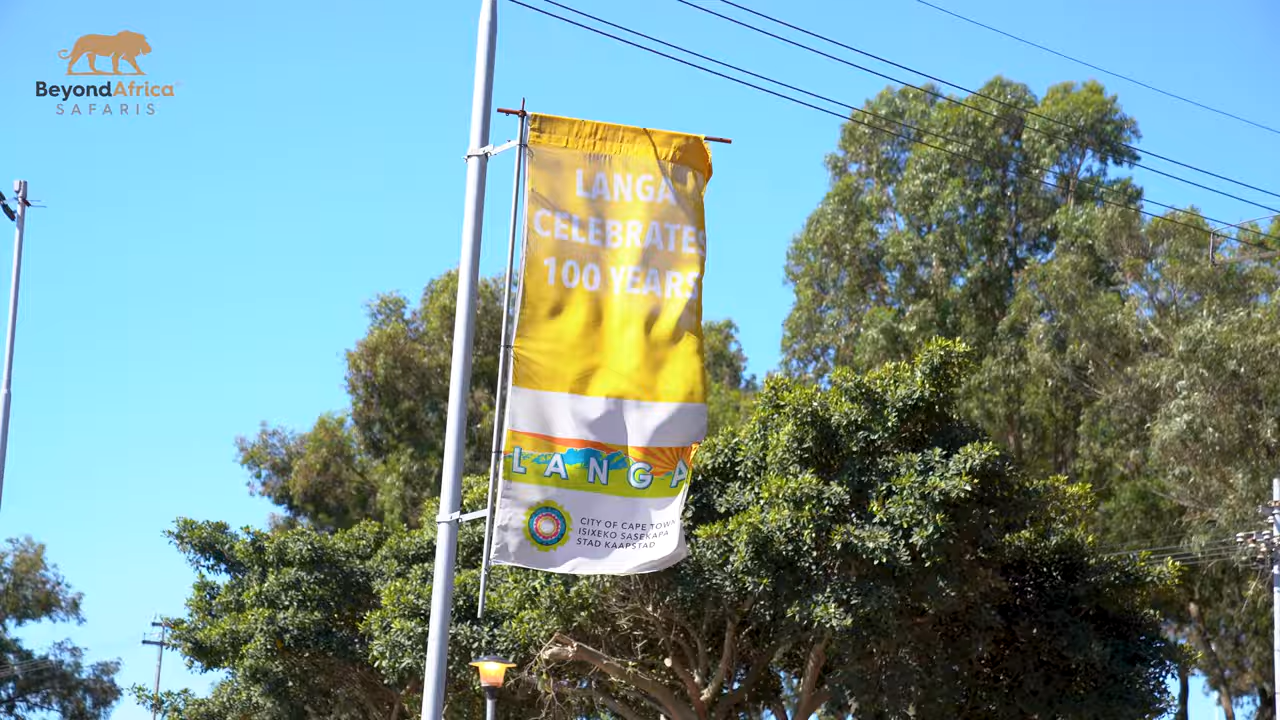 BeyondAfrica
SAFARIS
LANGA
CELEBRATES
100 YEARS
LANGA
CITY OF CAPE TOWN
ISIXEKO SASEKAPA
STAD KAAPSTAD